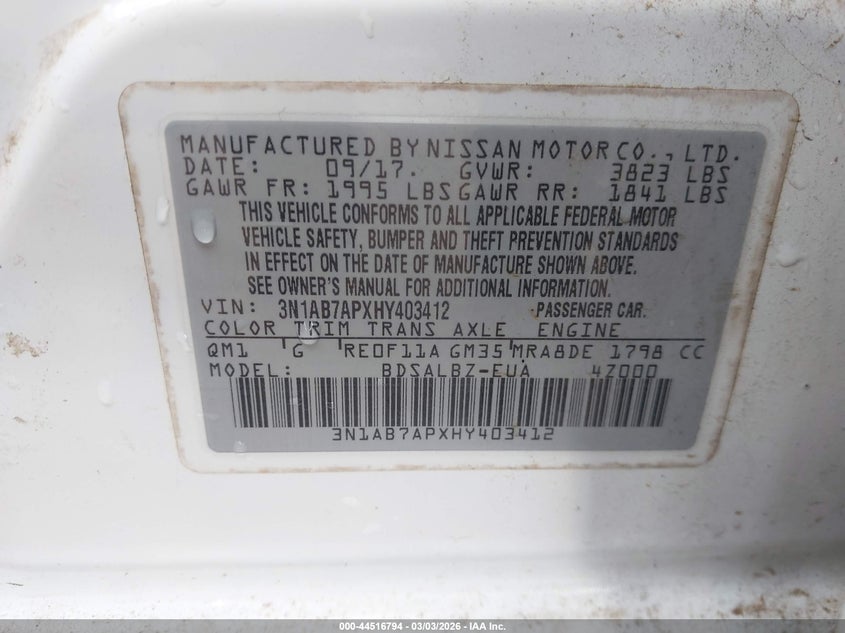 MANUFACTURED BY NISSAN MOTOR CO., LTD.
DATE: 09/17. GVWR: 3823 LBS
GAWR FR: 1995 LBS GAWR RR: 1841 LBS
THIS VEHICLE CONFORMS TO ALL APPLICABLE FEDERAL MOTOR
VEHICLE SAFETY, BUMPER AND THEFT PREVENTION STANDARDS
IN EFFECT ON THE DATE OF MANUFACTURE SHOWN ABOVE.
SEE OWNER'S MANUAL FOR ADDITIONAL INFORMATION.
VIN: 3N1AB7APXHY403412 PASSENGER CAR.
COLOR TRIM TRANS AXLE ENGINE
QM1 G RE0F11A GM35 MRA8DE 1798 CC
MODEL: BDSALBZ-EUA 4Z000
3N1AB7APXHY403412
000-44516794 - 03/03/2026 - IAA Inc.